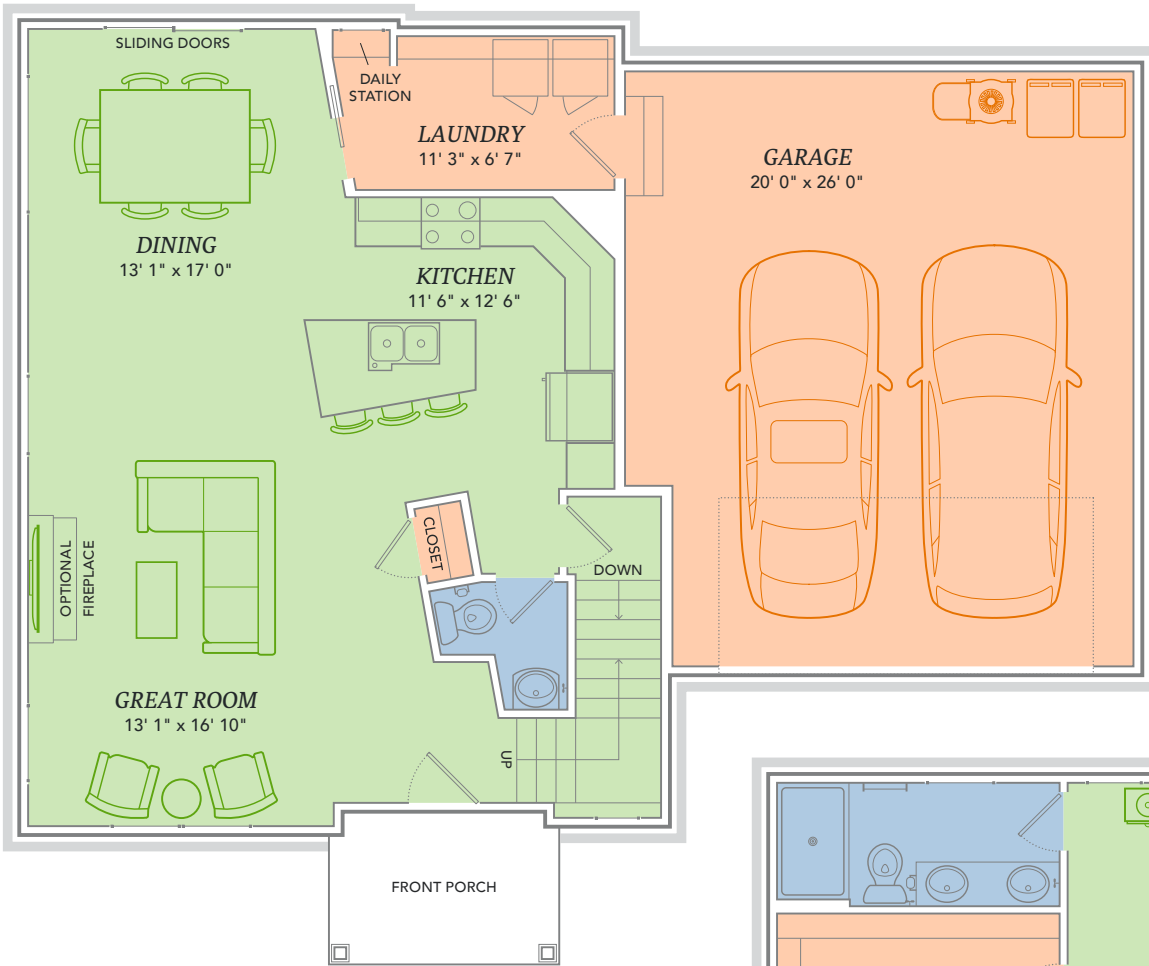 SLIDING DOORS
DAILY
STATION
LAUNDRY
11' 3" x 6' 7"
GARAGE
20' 0" x 26' 0"
DINING
13' 1" x 17' 0"
KITCHEN
11' 6" x 12' 6"
CLOSET
DOWN
OPTIONAL
FIREPLACE
GREAT ROOM
13' 1" x 16' 10"
UP
FRONT PORCH